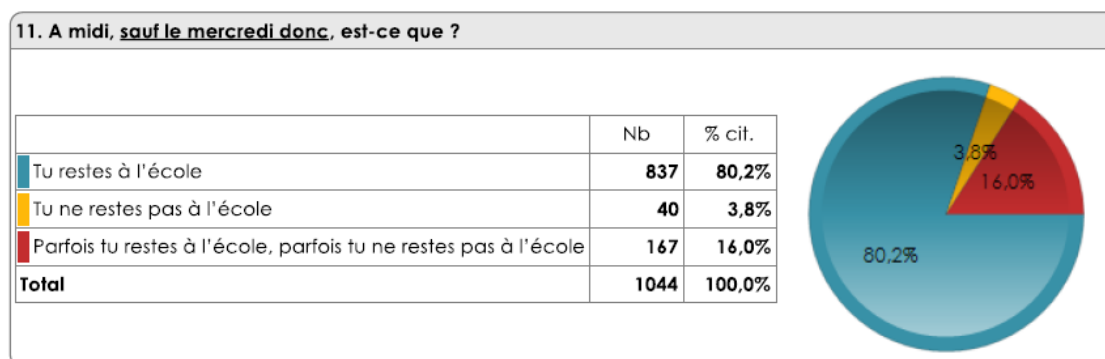 11. A midi, sauf le mercredi donc, est-ce que ?
Nb % cit.
Tu restes à l'école 837 80,2%
Tu ne restes pas à l'école 40 3,8%
Parfois tu restes à l'école, parfois tu ne restes pas à l'école 167 16,0%
Total 1044 100,0%
3,8%
16,0%
80,2%